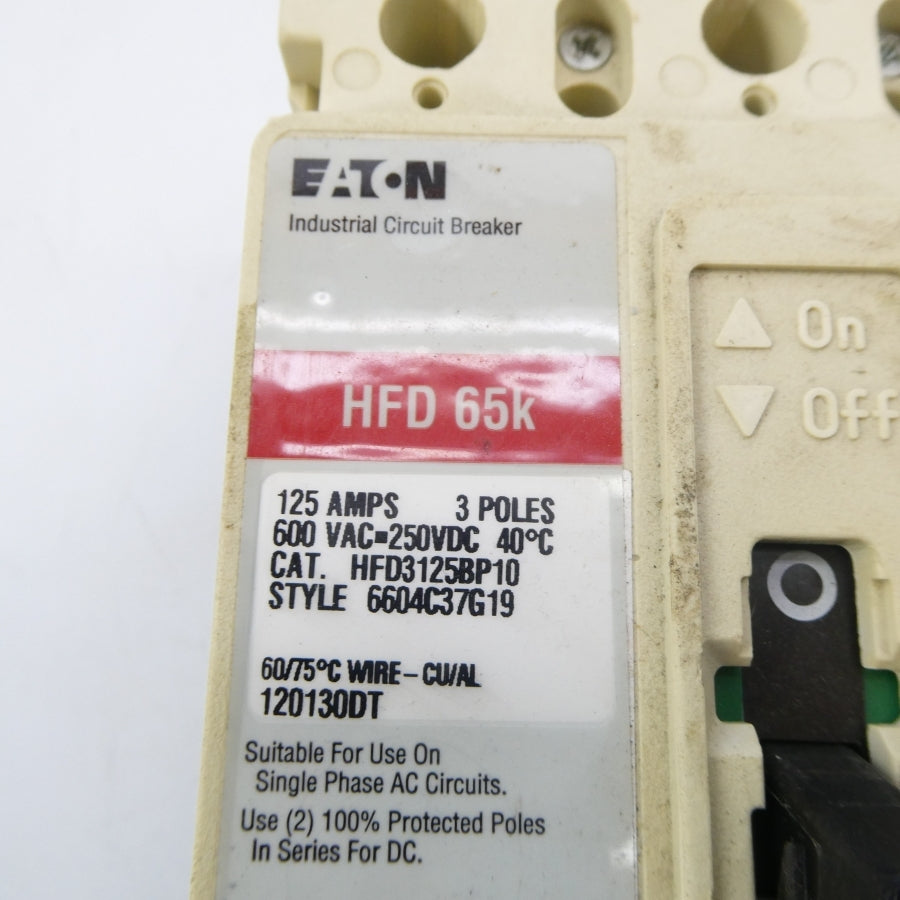 EATON
Industrial Circuit Breaker
HFD 65k
125 AMPS 3 POLES
600 VAC=250VDC 40°C
CAT. HFD3125BP10
STYLE 6604C37G19
60/75°C WIRE-CU/AL
120130DT
Suitable For Use On
Single Phase AC Circuits.
Use (2) 100% Protected Poles
In Series For DC.
On
Off
O